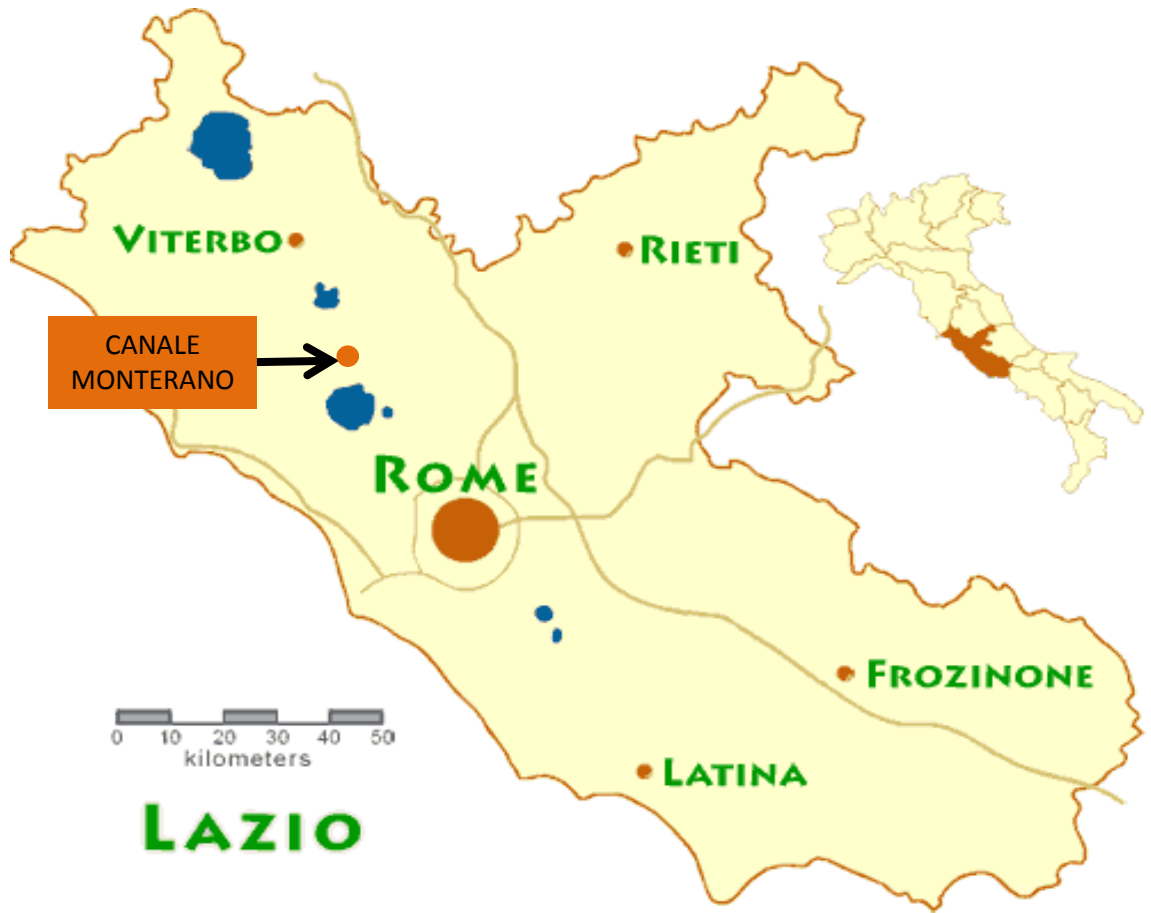 VITERBO
RIETI
CANALE
MONTERANO
ROME
FROZINONE
0 10 20 30 40 50
kilometers
LATINA
LAZIO